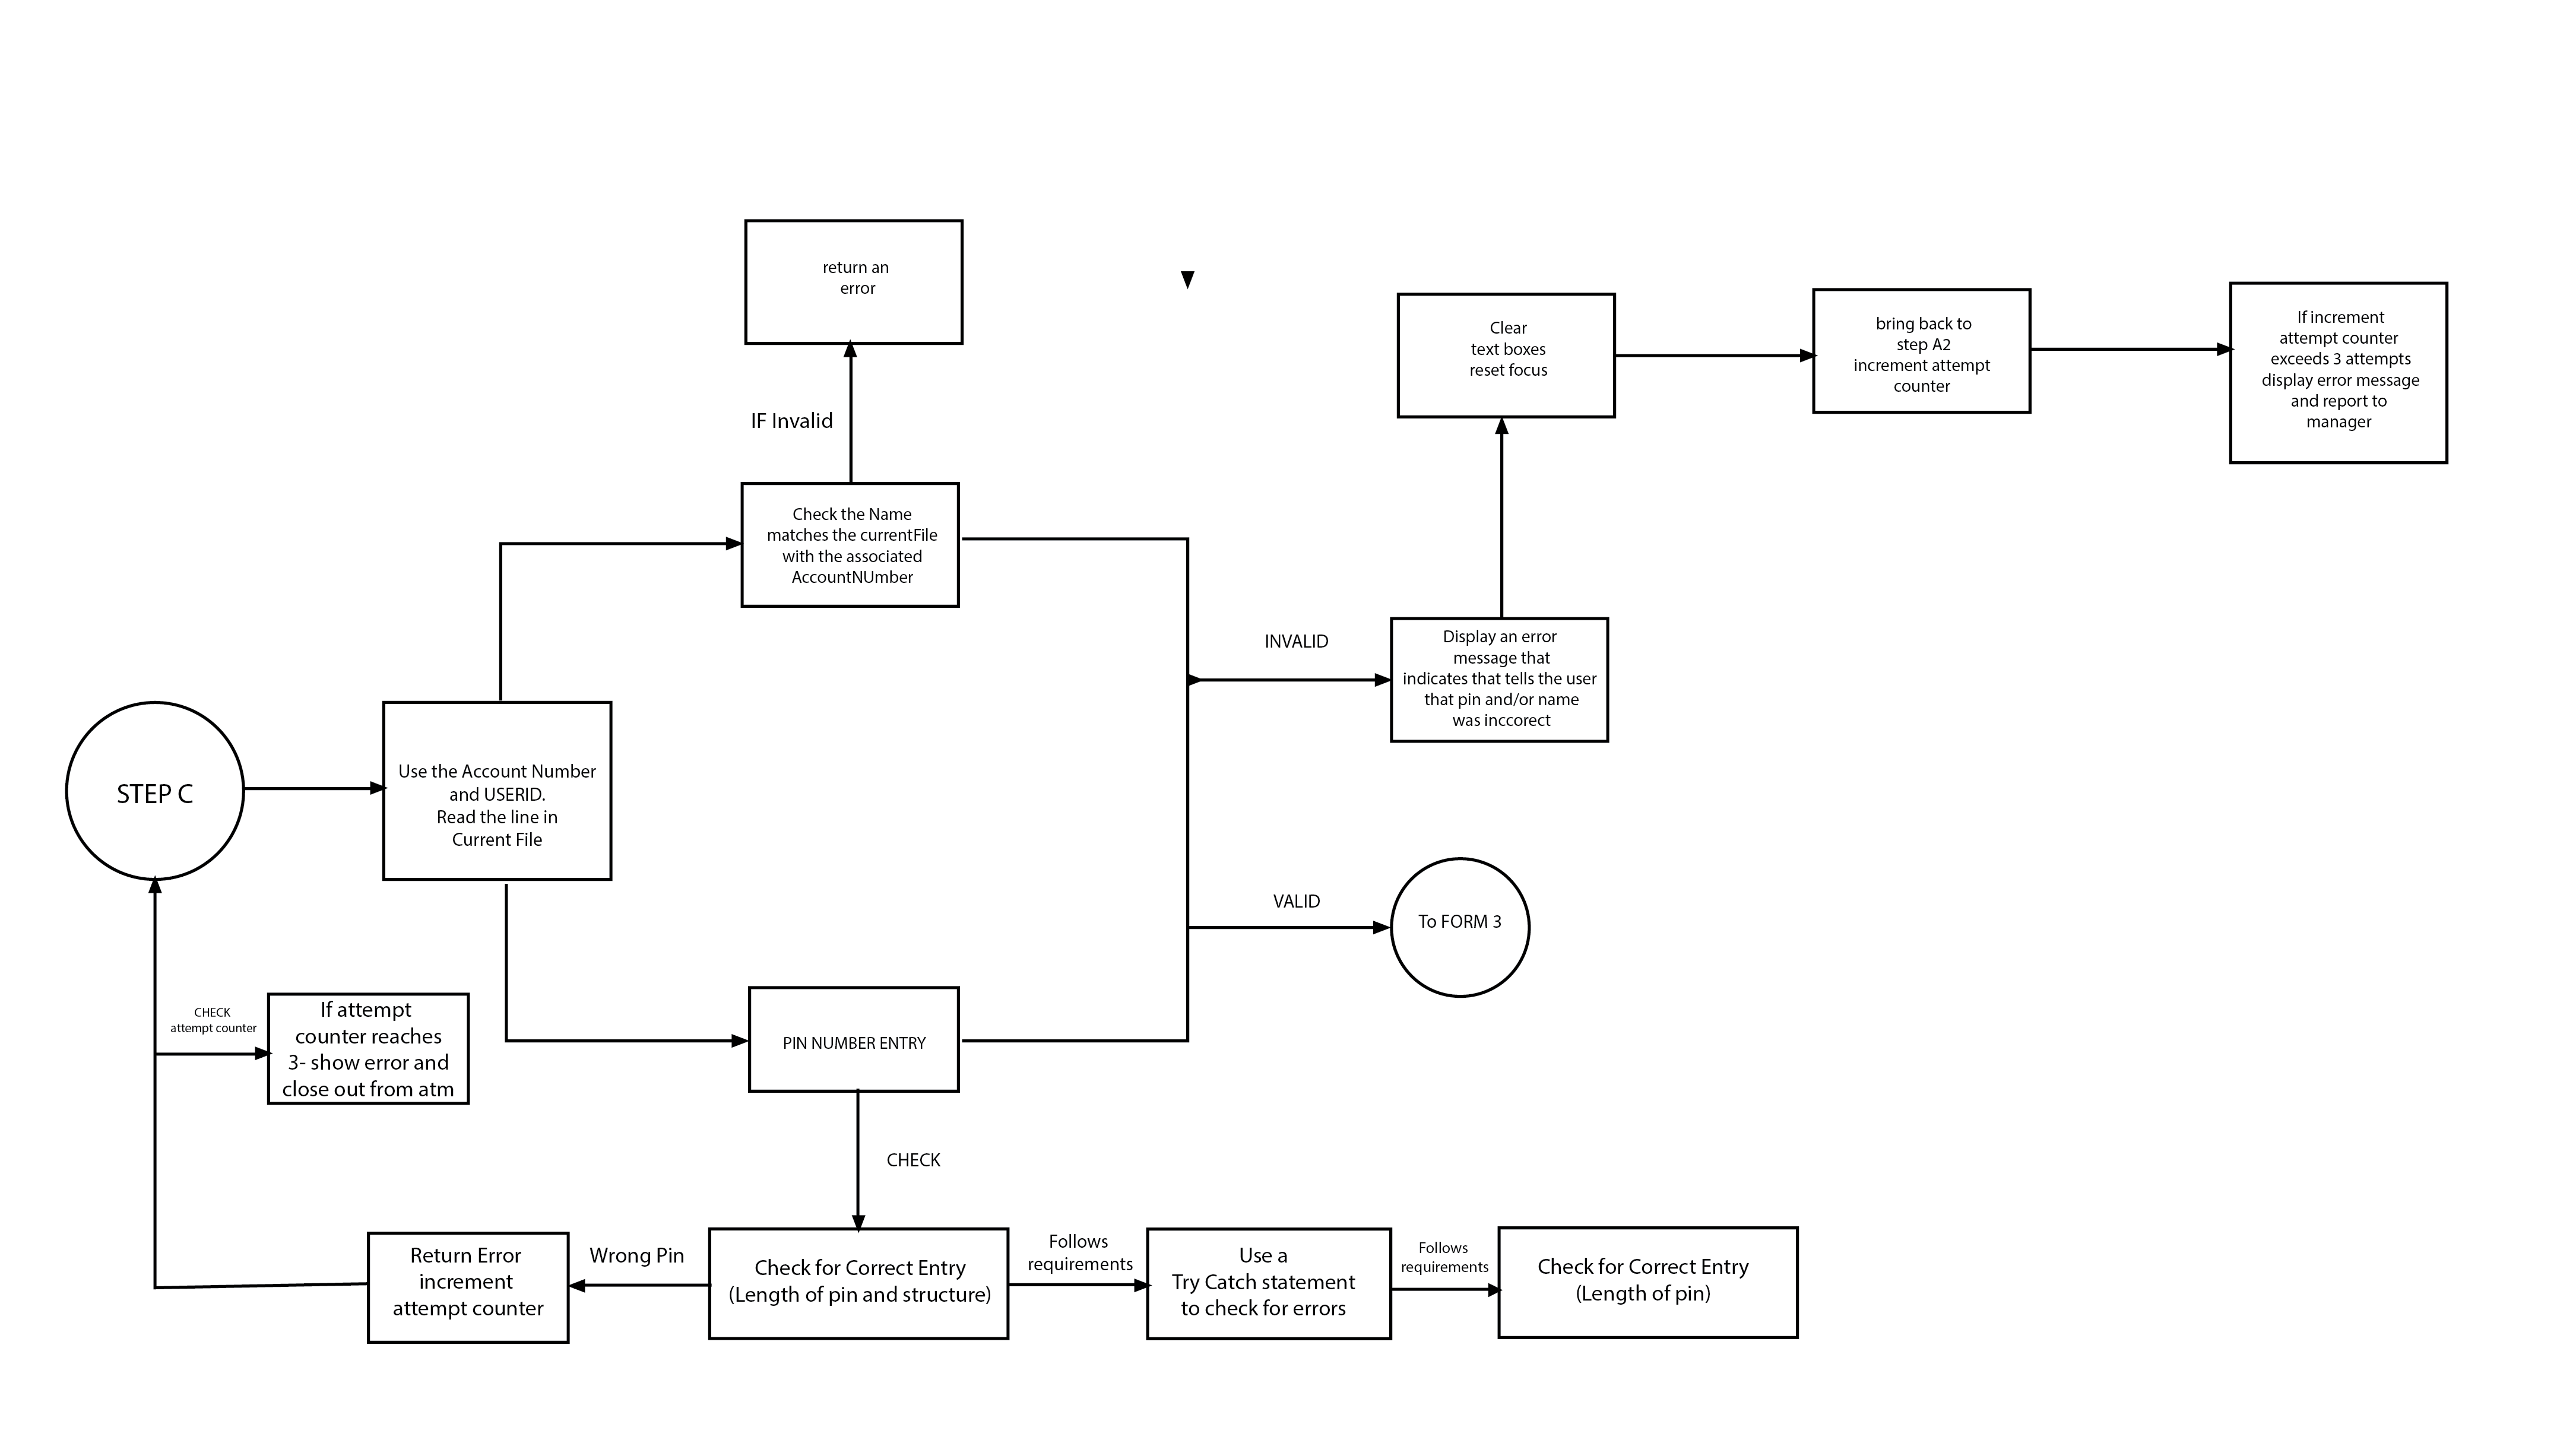 return an
error
IF Invalid
Clear
text boxes
reset focus
bring back to
step A2
increment attempt
counter
If increment
attempt counter
exceeds 3 attempts
display error message
and report to
manager
Check the Name
matches the currentFile
with the associated
AccountNUmber
INVALID
Display an error
message that
indicates that tells the user
that pin and/or name
was inccorect
STEP C
Use the Account Number
and USERID.
Read the line in
Current File
VALID
To FORM 3
CHECK
attempt counter
If attempt
counter reaches
3- show error and
close out from atm
PIN NUMBER ENTRY
CHECK
Return Error
increment
attempt counter
Wrong Pin
Check for Correct Entry
(Length of pin and structure)
Follows
requirements
Use a
Try Catch statement
to check for errors
Follows
requirements
Check for Correct Entry
(Length of pin)